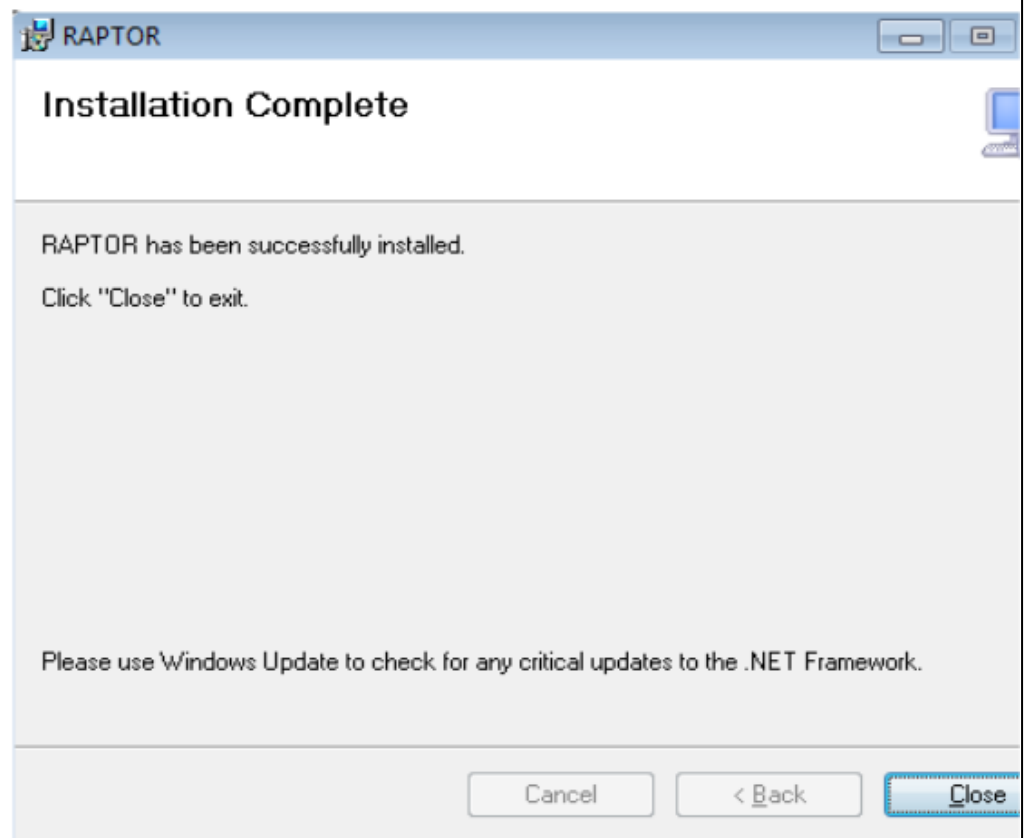 RAPTOR
Installation Complete
RAPTOR has been successfully installed.
Click "Close" to exit.
Please use Windows Update to check for any critical updates to the .NET Framework.
Cancel
< Back
Close